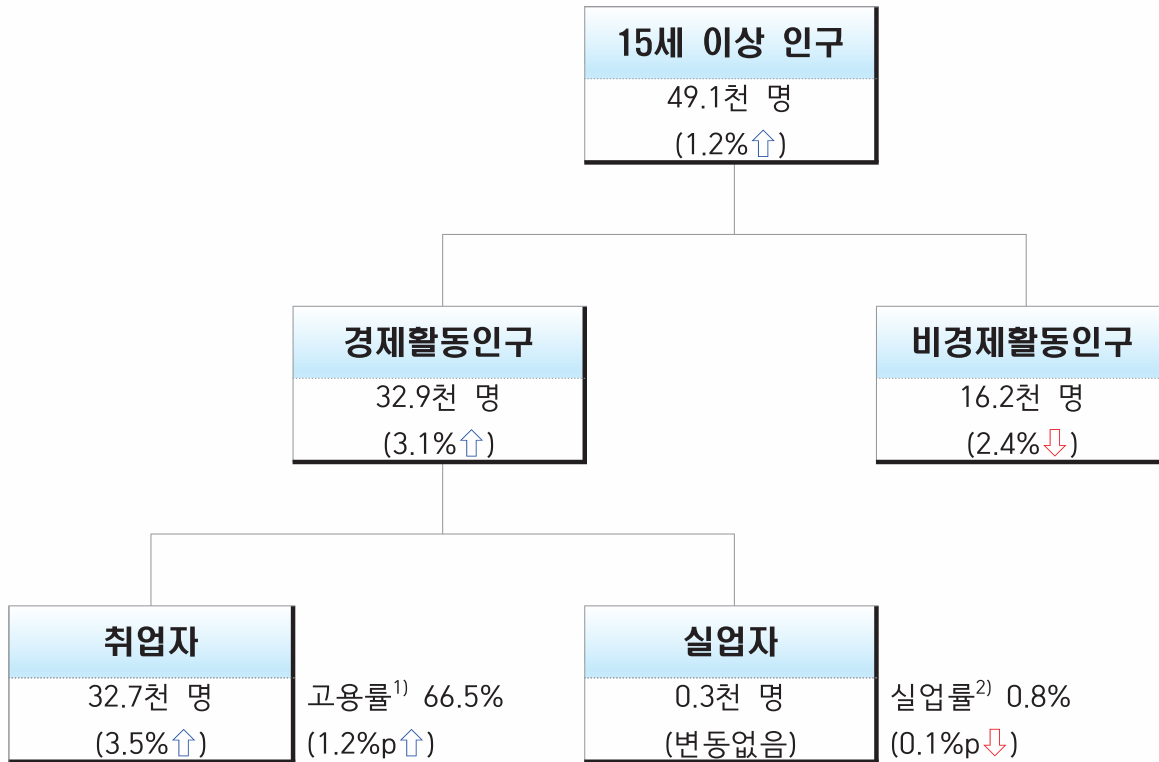 15세 이상 인구
49.1천 명
(1.2%⇧)
경제활동인구
32.9천 명
(3.1%⇧)
비경제활동인구
16.2천 명
(2.4%⇩)
취업자
32.7천 명
(3.5%⇧)
고용률1) 66.5%
(1.2%p⇧)
실업자
0.3천 명
(변동없음)
실업률2) 0.8%
(0.1%p⇩)